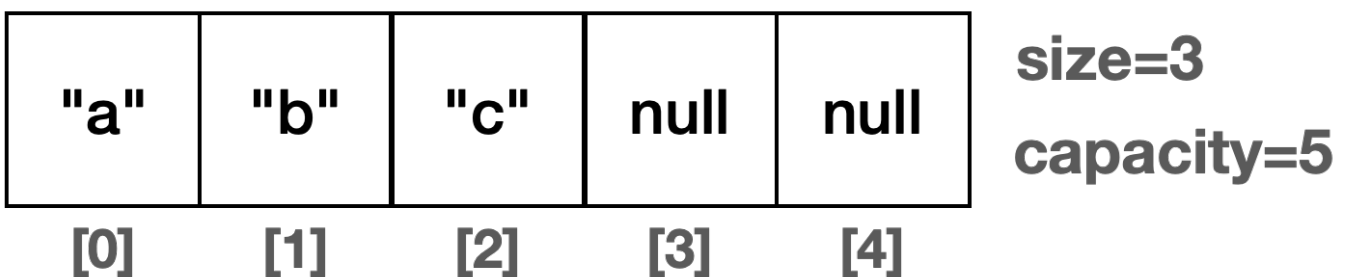 "a" "b" "c" null null
[0] [1] [2] [3] [4]
size=3
capacity=5